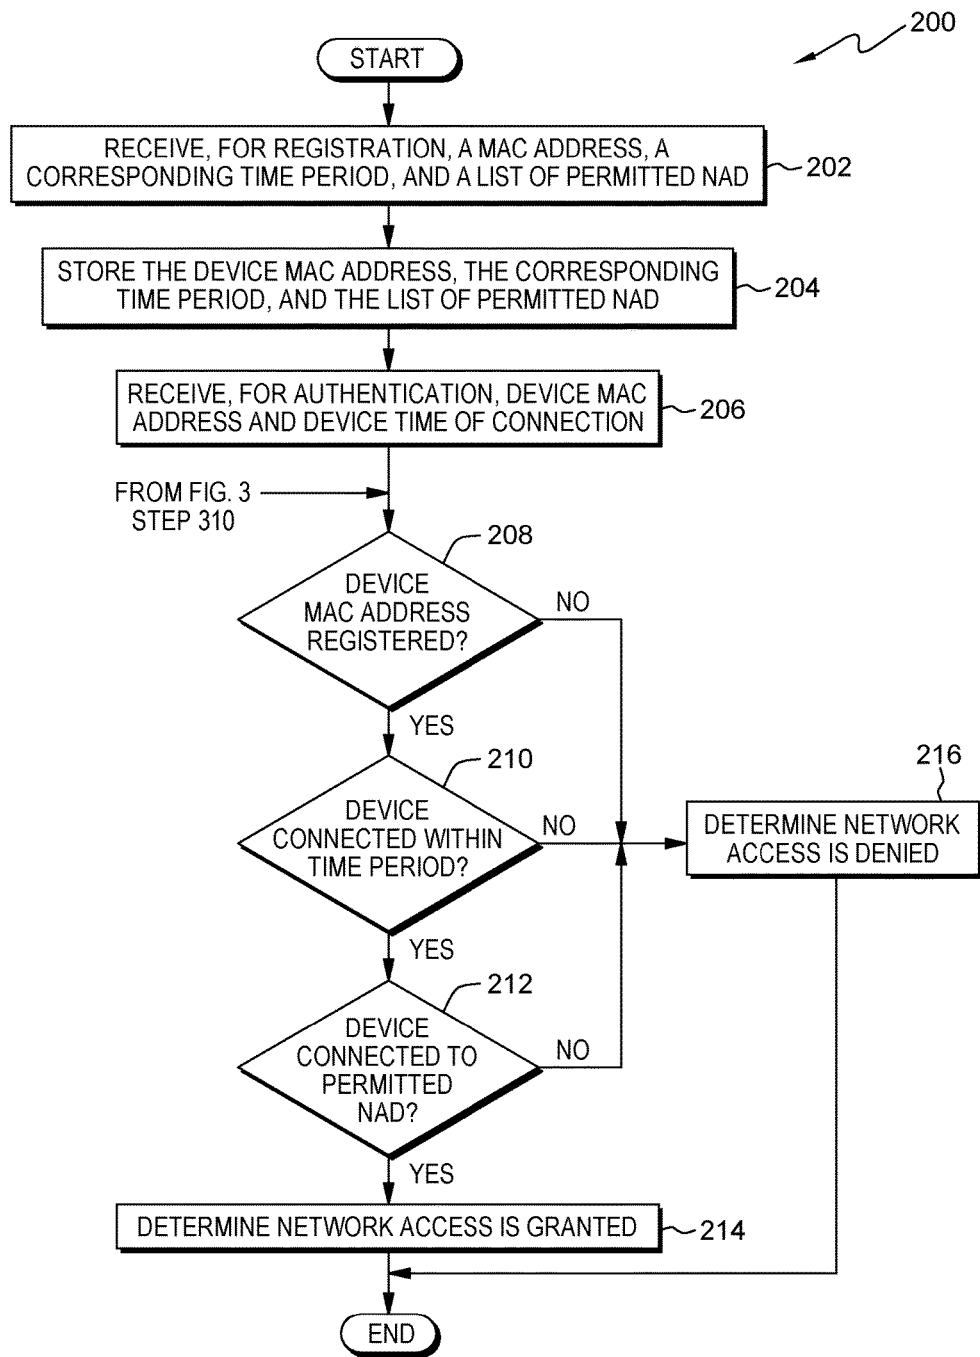 200
START
RECEIVE, FOR REGISTRATION, A MAC ADDRESS, A
CORRESPONDING TIME PERIOD, AND A LIST OF PERMITTED NAD
202
STORE THE DEVICE MAC ADDRESS, THE CORRESPONDING
TIME PERIOD, AND THE LIST OF PERMITTED NAD
204
RECEIVE, FOR AUTHENTICATION, DEVICE MAC
ADDRESS AND DEVICE TIME OF CONNECTION
206
FROM FIG. 3
STEP 310
208
DEVICE
MAC ADDRESS
REGISTERED?
NO
YES
210
DEVICE
CONNECTED WITHIN
TIME PERIOD?
NO
216
DETERMINE NETWORK
ACCESS IS DENIED
YES
212
DEVICE
CONNECTED TO
PERMITTED
NAD?
NO
YES
DETERMINE NETWORK ACCESS IS GRANTED
214
END